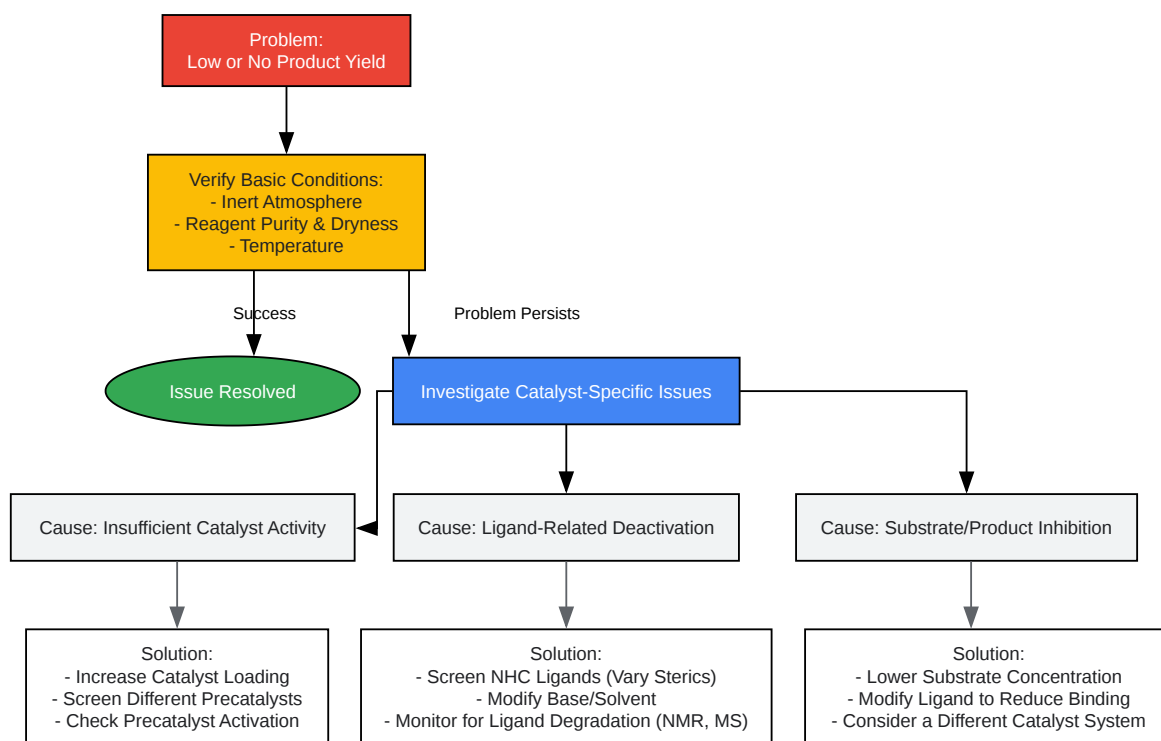 Problem:
Low or No Product Yield
Verify Basic Conditions:
- Inert Atmosphere
- Reagent Purity & Dryness
- Temperature
Success
Problem Persists
Issue Resolved
Investigate Catalyst-Specific Issues
Cause: Insufficient Catalyst Activity
Cause: Ligand-Related Deactivation
Cause: Substrate/Product Inhibition
Solution:
- Increase Catalyst Loading
- Screen Different Precatalysts
- Check Precatalyst Activation
Solution:
- Screen NHC Ligands (Vary Sterics)
- Modify Base/Solvent
- Monitor for Ligand Degradation (NMR, MS)
Solution:
- Lower Substrate Concentration
- Modify Ligand to Reduce Binding
- Consider a Different Catalyst System